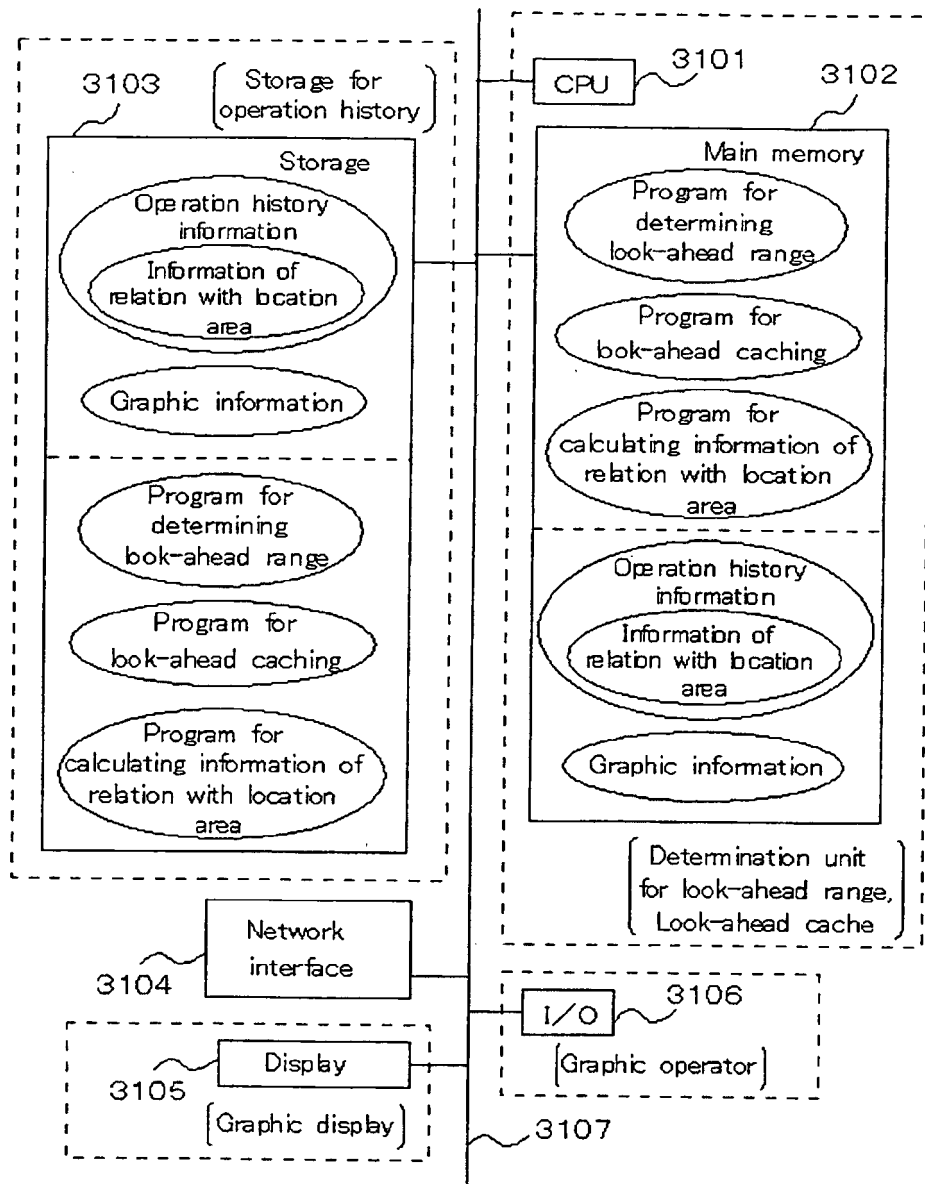 3103
Storage for
operation history
Storage
Operation history
information
Information of
relation with location
area
Graphic information
Program for
determining
look-ahead range
Program for
look-ahead caching
Program for
calculating information of
relation with location
area
CPU
3101
3102
Main memory
Program for
determining
look-ahead range
Program for
look-ahead caching
Program for
calculating information of
relation with location
area
Operation history
information
Information of
relation with location
area
Graphic information
Determination unit
for look-ahead range,
Look-ahead cache
Network
interface
3104
I/O
3106
Graphic operator
Display
3105
Graphic display
3107